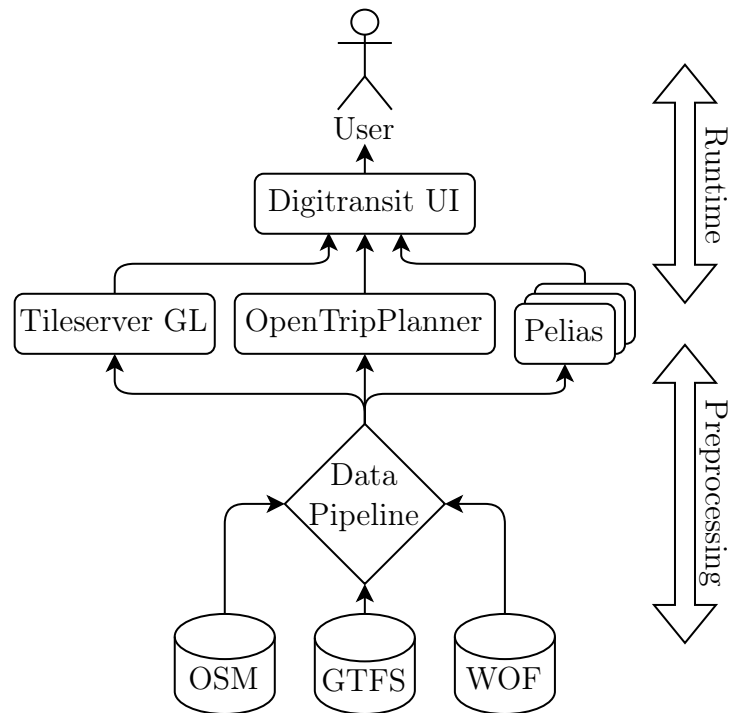 User
Runtime
Digitransit UI
Tileserver GL
OpenTripPlanner
Pelias
Preprocessing
Data
Pipeline
OSM
GTFS
WOF